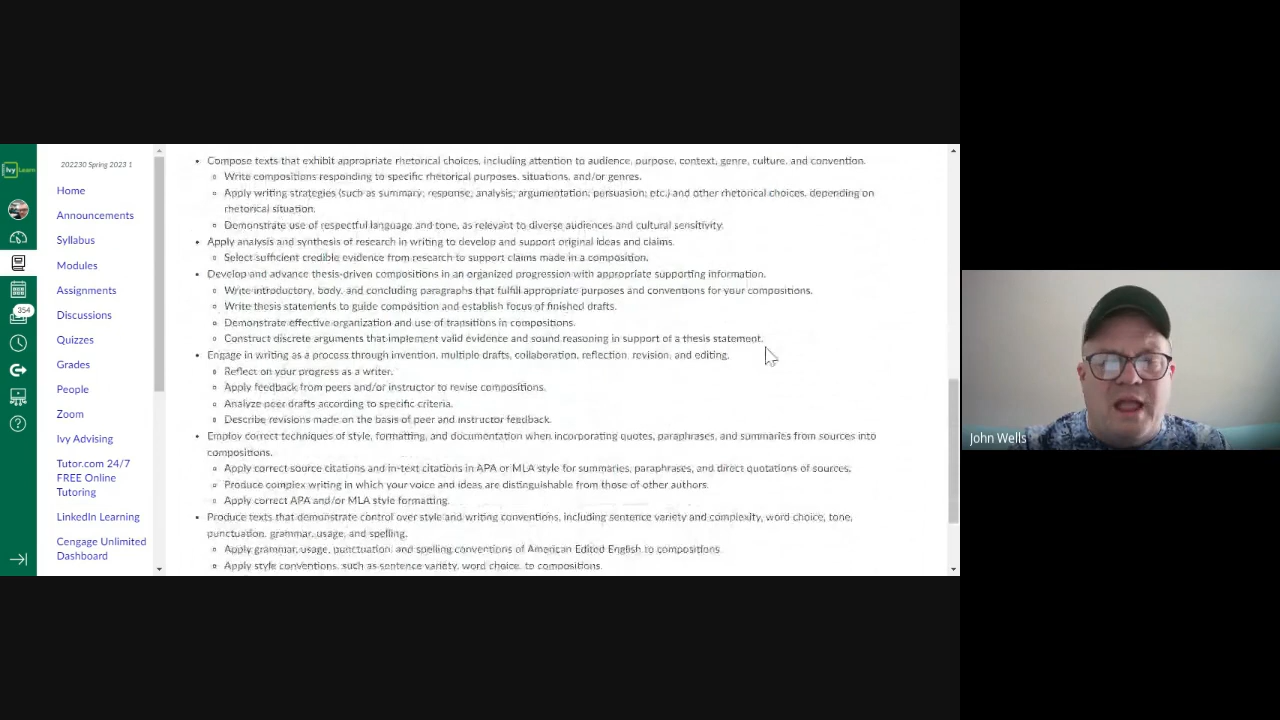 Ivy Learn
354
202230 Spring 2023 1
Home
Announcements
Syllabus
Modules
Assignments
Discussions
Quizzes
Grades
People
Zoom
Ivy Advising
Tutor.com 24/7
FREE Online
Tutoring
LinkedIn Learning
Cengage Unlimited
Dashboard
Compose texts that exhibit appropriate rhetorical choices, including attention to audience, purpose, context, genre, culture, and convention.
Write compositions responding to specific rhetorical purposes, situations, and/or genres.
Apply writing strategies (such as summary, response, analysis, argumentation, persuasion, etc.) and other rhetorical choices, depending on
rhetorical situation.
Demonstrate use of respectful language and tone, as relevant to diverse audiences and cultural sensitivity.
Apply analysis and synthesis of research in writing to develop and support original ideas and claims.
Select sufficient credible evidence from research to support claims made in a composition.
Develop and advance thesis-driven compositions in an organized progression with appropriate supporting information.
Write introductory, body, and concluding paragraphs that fulfill appropriate purposes and conventions for your compositions.
Write thesis statements to guide composition and establish focus of finished drafts.
Demonstrate effective organization and use of transitions in compositions.
Construct discrete arguments that implement valid evidence and sound reasoning in support of a thesis statement.
Engage in writing as a process through invention, multiple drafts, collaboration, reflection, revision, and editing.
Reflect on your progress as a writer.
Apply feedback from peers and/or instructor to revise compositions.
Analyze peer drafts according to specific criteria.
Describe revisions made on the basis of peer and instructor feedback.
Employ correct techniques of style, formatting, and documentation when incorporating quotes, paraphrases, and summaries from sources into
compositions.
Apply correct source citations and in-text citations in APA or MLA style for summaries, paraphrases, and direct quotations of sources.
Produce complex writing in which your voice and ideas are distinguishable from those of other authors.
Apply correct APA and/or MLA style formatting.
Produce texts that demonstrate control over style and writing conventions, including sentence variety and complexity, word choice, tone,
punctuation, grammar, usage, and spelling.
Apply grammar, usage, punctuation, and spelling conventions of American Edited English to compositions.
Apply style conventions, such as sentence variety, word choice, to compositions.
John Wells